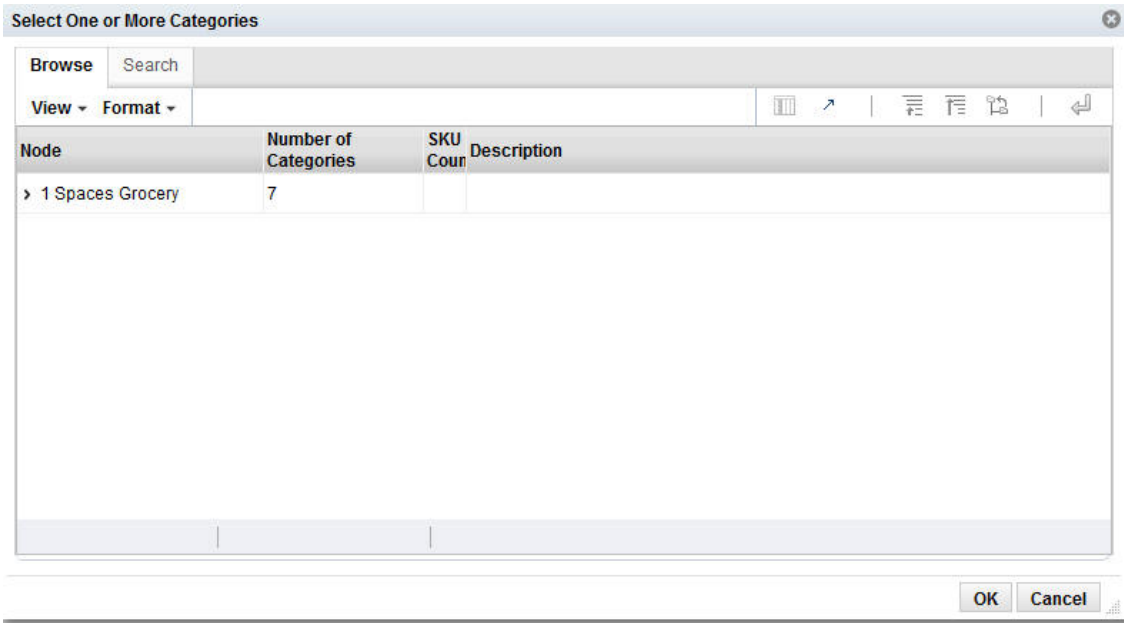 Select One or More Categories
Browse Search
View Format
Node Number of Categories SKU Coun Description
1 Spaces Grocery 7
OK Cancel